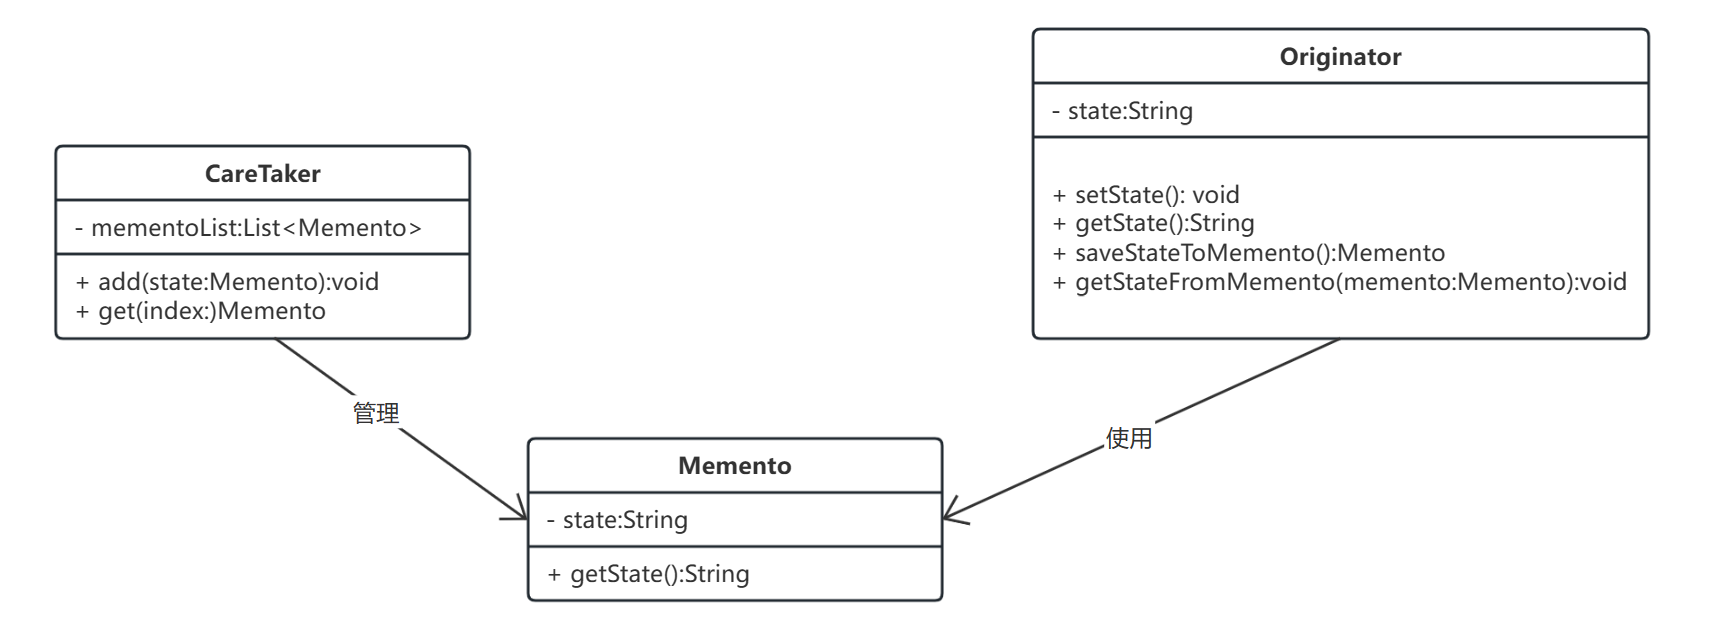 Originator
- state:String
+ setState(): void
+ getState():String
+ saveStateToMemento():Memento
+ getStateFromMemento(memento:Memento):void
CareTaker
- mementoList:List<Memento>
+ add(state:Memento):void
+ get(index:)Memento
管理
使用
Memento
- state:String
+ getState():String